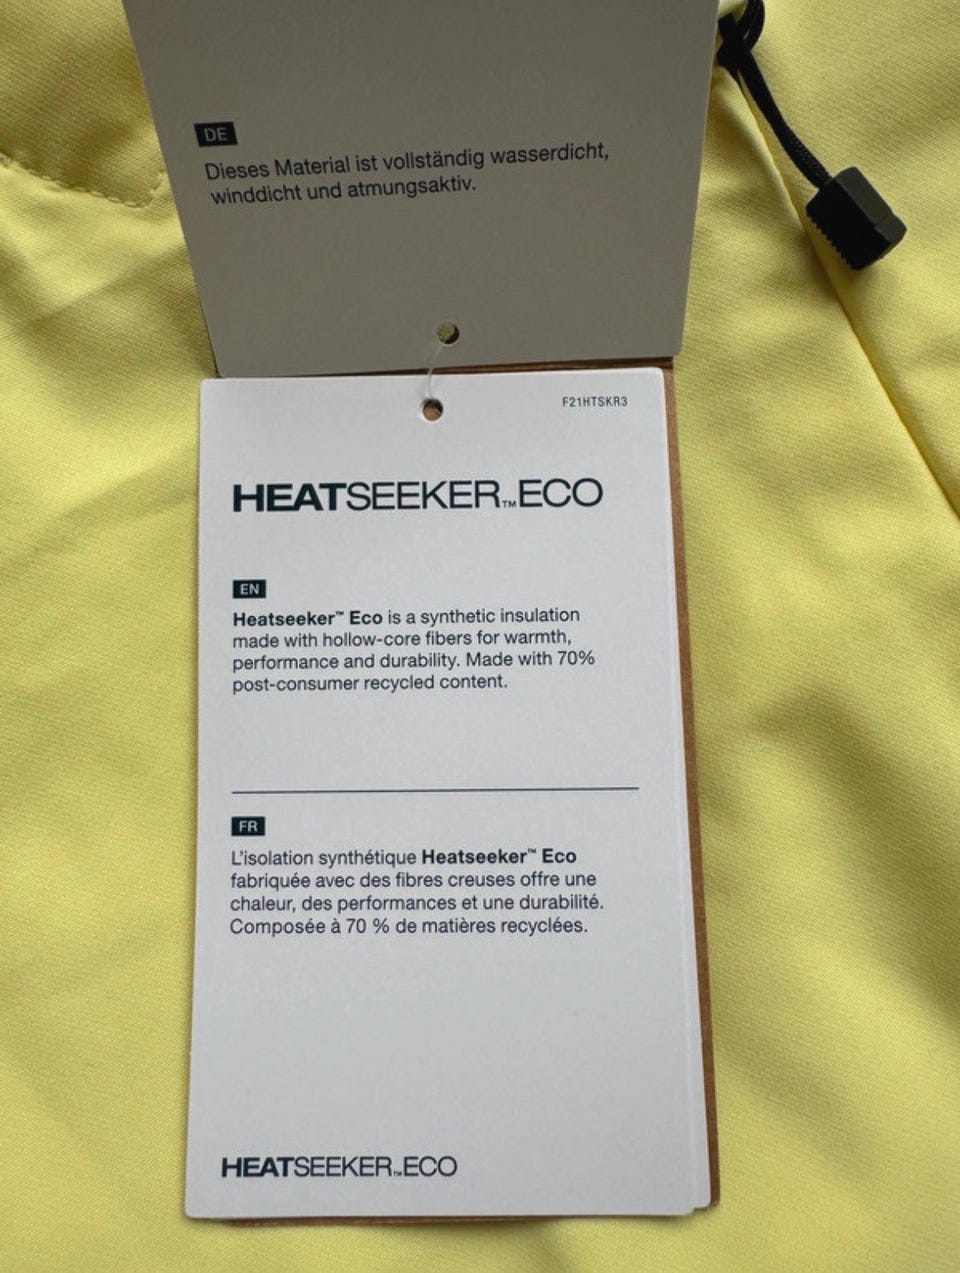 DE
Dieses Material ist vollständig wasserdicht,
winddicht und atmungsaktiv.
F21HTSKR3
HEATSEEKER™ECO
EN
Heatseeker™ Eco is a synthetic insulation
made with hollow-core fibers for warmth,
performance and durability. Made with 70%
post-consumer recycled content.
FR
L'isolation synthétique Heatseeker™ Eco
fabriquée avec des fibres creuses offre une
chaleur, des performances et une durabilité.
Composée à 70 % de matières recyclées.
HEATSEEKER™ECO